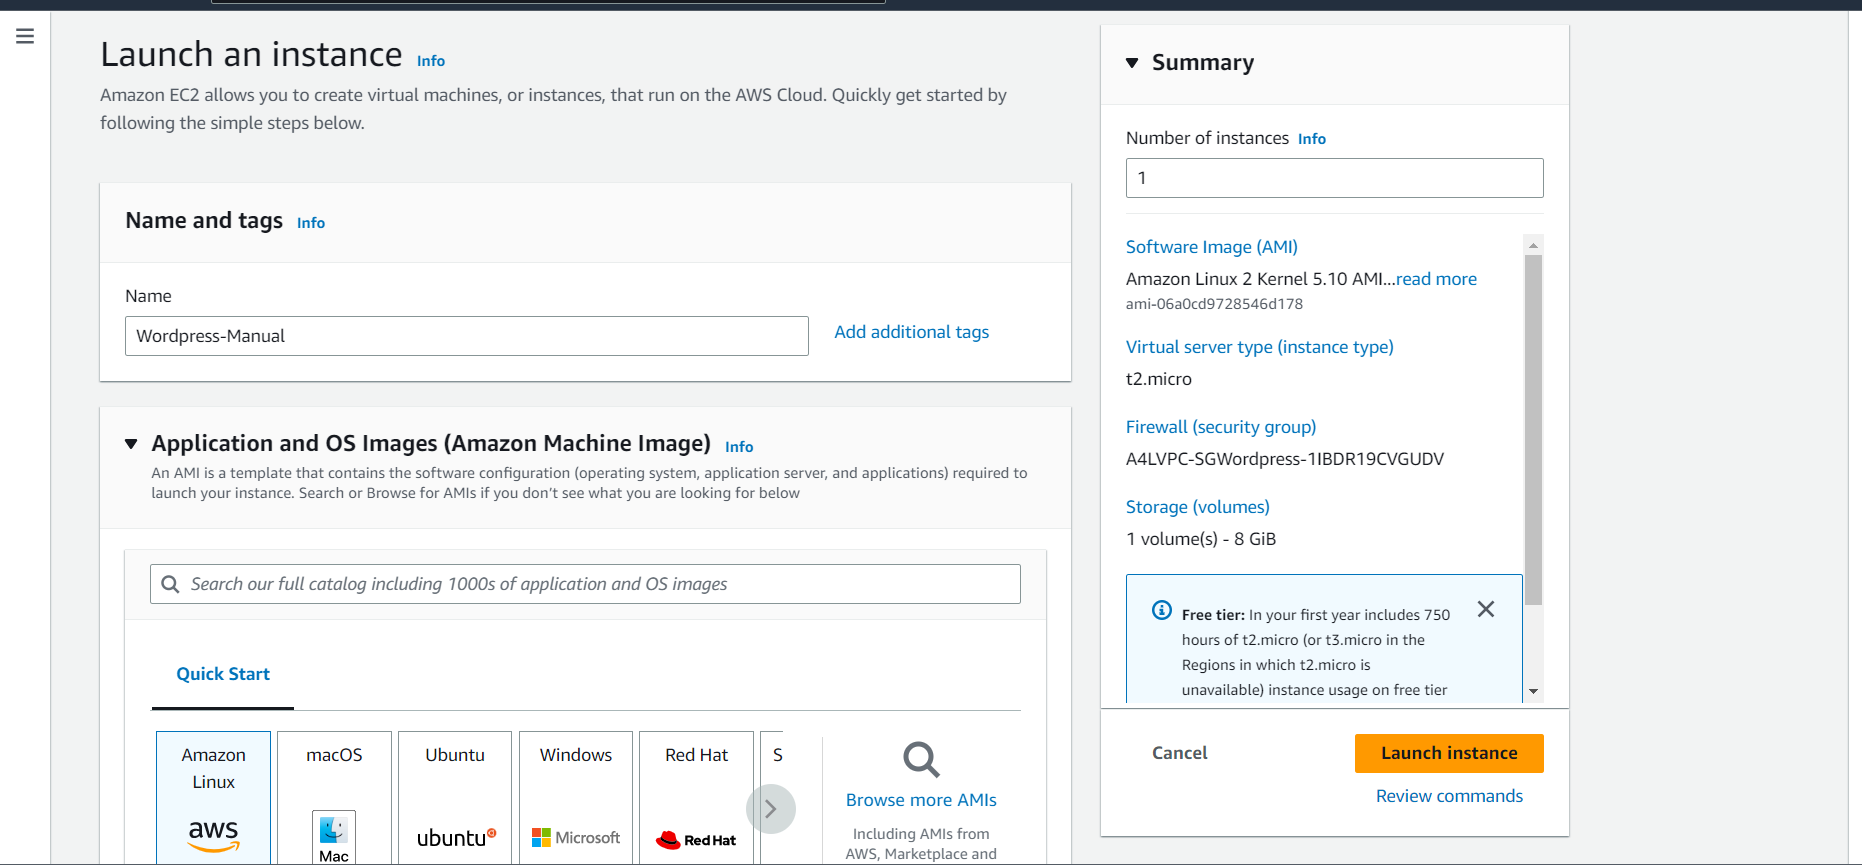 Launch an instance Info
Amazon EC2 allows you to create virtual machines, or instances, that run on the AWS Cloud. Quickly get started by
following the simple steps below.
Name and tags Info
Name
Wordpress-Manual
Add additional tags
Application and OS Images (Amazon Machine Image) Info
An AMI is a template that contains the software configuration (operating system, application server, and applications) required to
launch your instance. Search or Browse for AMIs if you don't see what you are looking for below
Search our full catalog including 1000s of application and OS images
Quick Start
Amazon
Linux
aws
macOS
Mac
Ubuntu
ubuntu
Windows
Microsoft
Red Hat
Red Hat
S
Browse more AMIs
Including AMIs from
AWS, Marketplace and
Summary
Number of instances Info
1
Software Image (AMI)
Amazon Linux 2 Kernel 5.10 AMI...read more
ami-06a0cd9728546d178
Virtual server type (instance type)
t2.micro
Firewall (security group)
A4LVPC-SGWordpress-1IBDR19CVGUDV
Storage (volumes)
1 volume(s) - 8 GiB
Free tier: In your first year includes 750
hours of t2.micro (or t3.micro in the
Regions in which t2.micro is
unavailable) instance usage on free tier
Cancel
Launch instance
Review commands